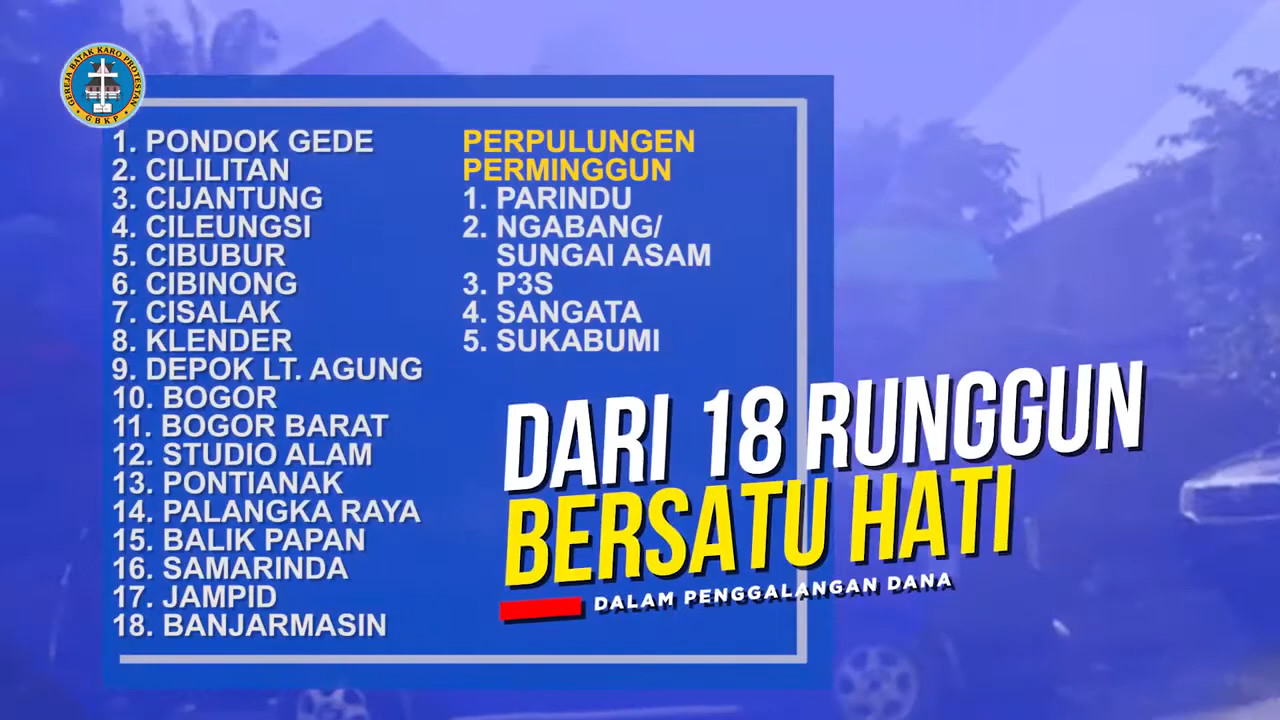 GEREJA BATAK KARO PROTESTAN
GBKP
1. PONDOK GEDE
2. CILILITAN
3. CIJANTUNG
4. CILEUNGSI
5. CIBUBUR
6. CIBINONG
7. CISALAK
8. KLENDER
9. DEPOK LT. AGUNG
10. BOGOR
11. BOGOR BARAT
12. STUDIO ALAM
13. PONTIANAK
14. PALANGKA RAYA
15. BALIK PAPAN
16. SAMARINDA
17. JAMPID
18. BANJARMASIN
PERPULUNGEN
PERMINGGUN
1. PARINDU
2. NGABANG/
SUNGAI ASAM
3. P3S
4. SANGATA
5. SUKABUMI
DARI 18 RUNGGUN
BERSATU HATI
DALAM PENGGALANGAN DANA